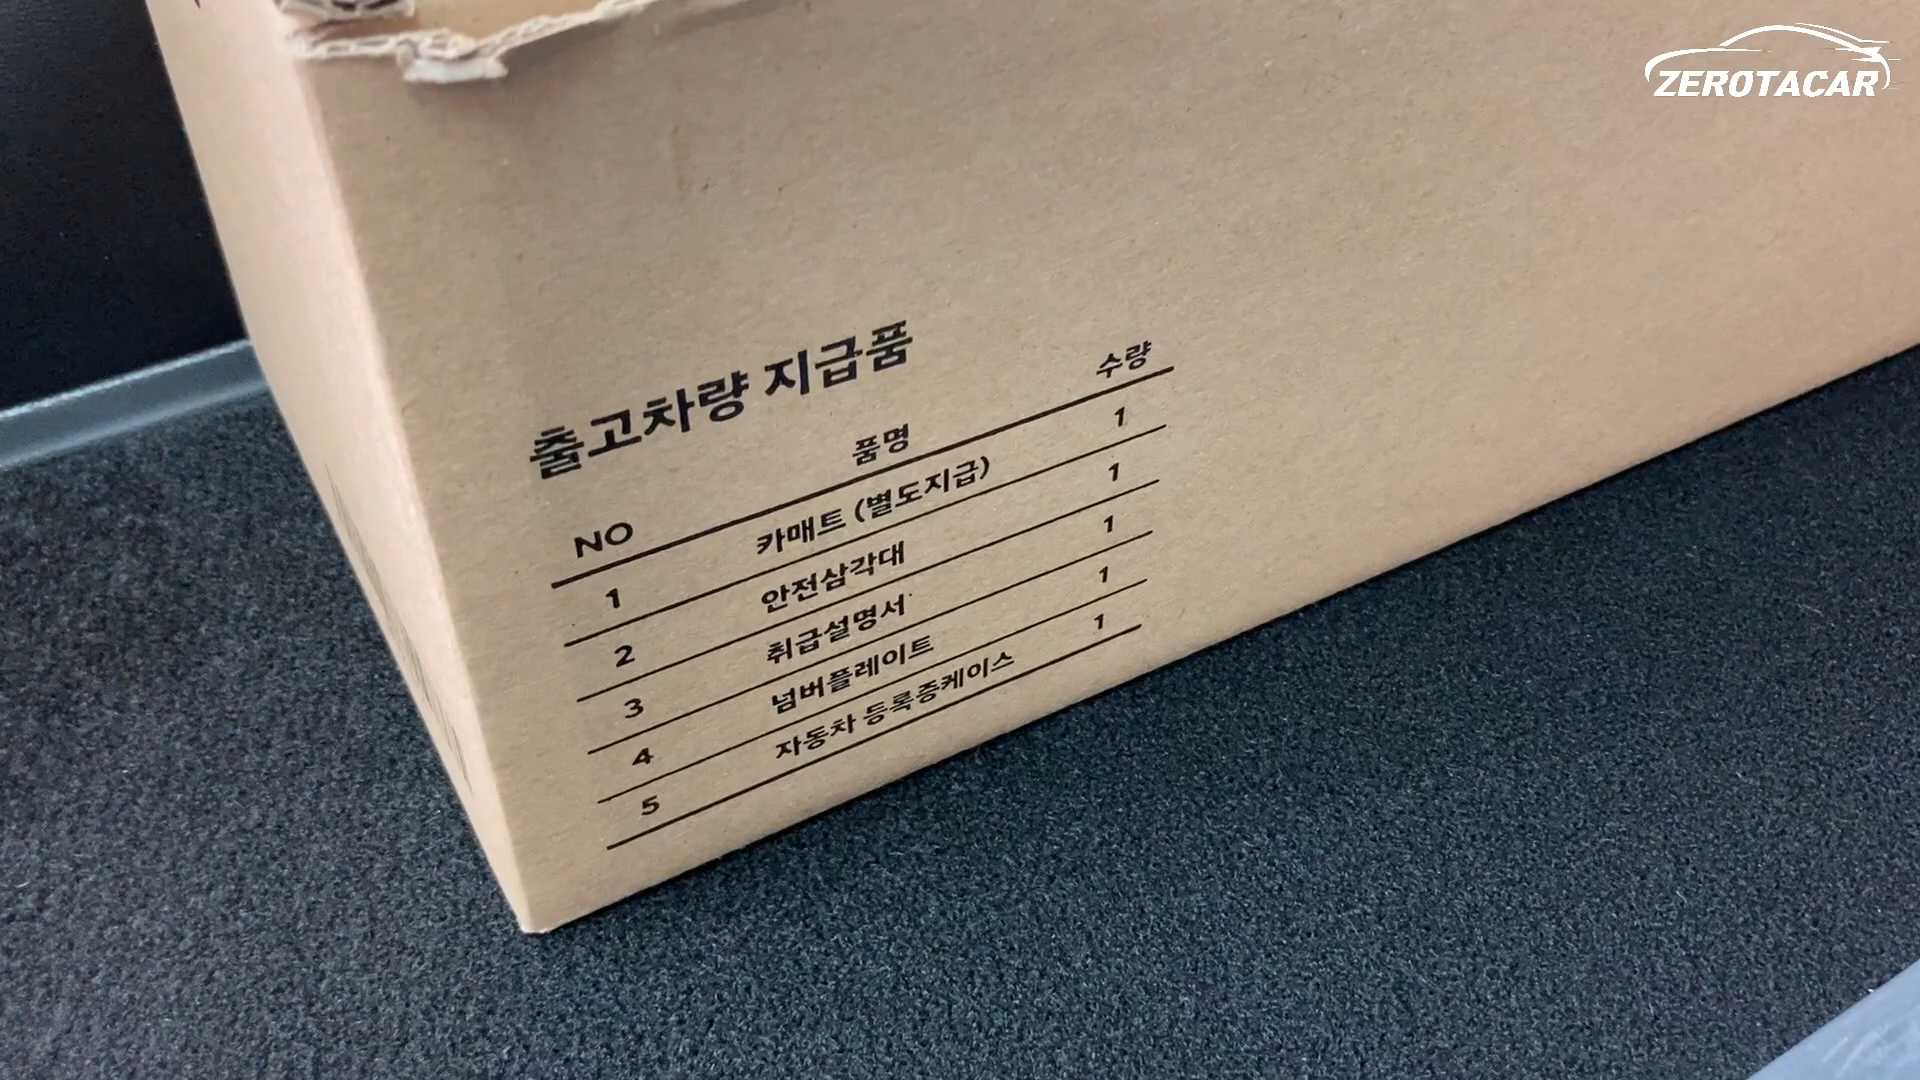 ZEROTACAR
출고차량 지급품
NO 품명 수량
1 카매트 (별도지급) 1
2 안전삼각대 1
3 취급설명서 1
4 넘버플레이트 1
5 자동차 등록증케이스 1